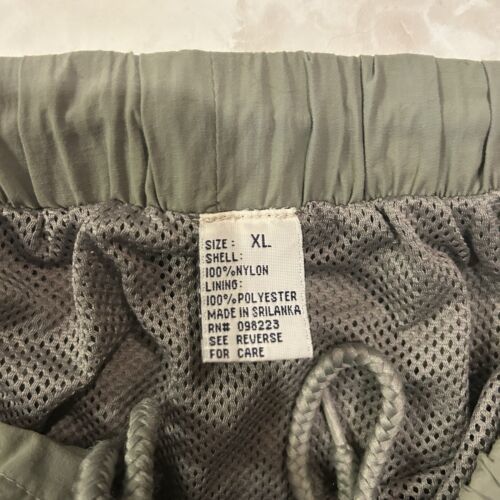 SIZE: XL
SHELL:
100%NYLON
LINING:
100%POLYESTER
MADE IN SRILANKA
RN# 098223
SEE REVERSE
FOR CARE